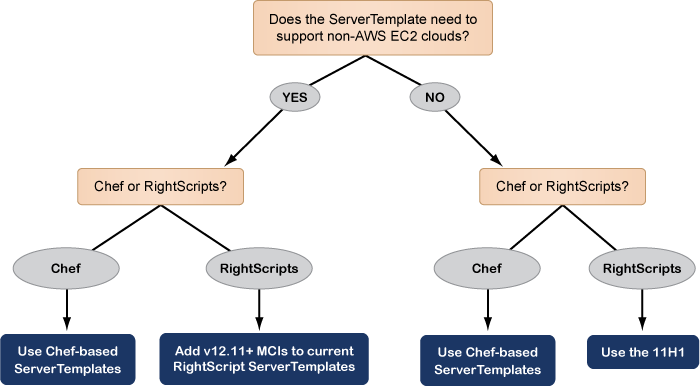 Does the ServerTemplate need to
support non-AWS EC2 clouds?
YES
NO
Chef or RightScripts?
Chef or RightScripts?
Chef
RightScripts
Chef
RightScripts
Use Chef-based
ServerTemplates
Add v12.11+ MCIs to current
RightScript ServerTemplates
Use Chef-based
ServerTemplates
Use the 11H1